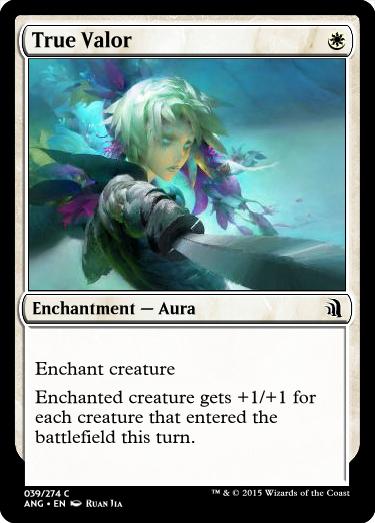 True Valor
Enchantment — Aura
Enchant creature
Enchanted creature gets +1/+1 for
each creature that entered the
battlefield this turn.
039/274 C
ANG • EN Ruan Jia
™ & © 2015 Wizards of the Coast